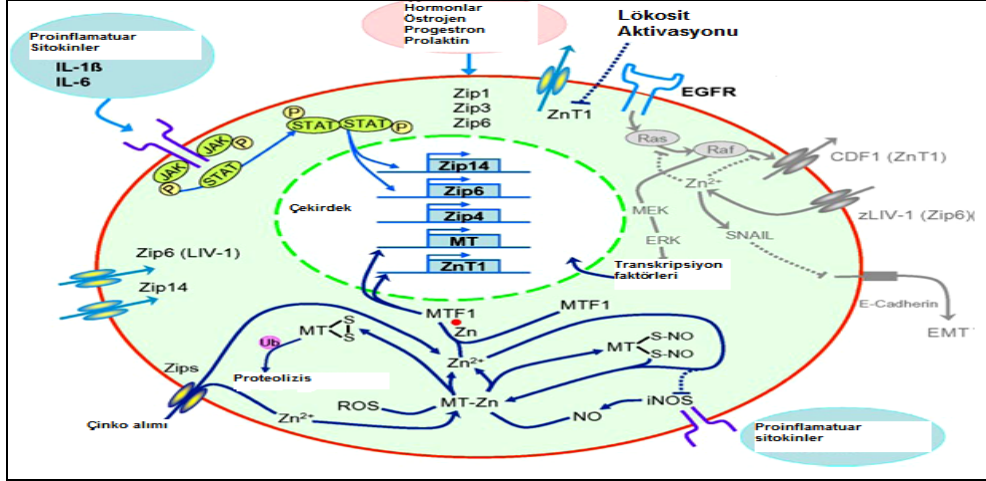 Proinflamatuar
Sitokinler
IL-1ß
IL-6
Hormonlar
Östrojen
Progestron
Prolaktin
Lökosit
Aktivasyonu
Zip1
Zip3
Zip6
ZnT1
EGFR
P
STAT
STAT
P
JAK
P
JAK
STAT
P
Ras
Raf
CDF1 (ZnT1)
Zn²⁺
zLIV-1 (Zip6)(
MEK
ERK
SNAIL
E-Cadherin
EMT
Çekirdek
Zip14
Zip6
Zip4
MT
ZnT1
Transkripsiyon
faktörleri
Zip6 (LIV-1)
Zip14
MTF1
Zn
MTF1
MT
S
S
Ub
Proteolizis
Zn²⁺
MT
S-NO
S-NO
Zips
Çinko alımı
Zn²⁺
ROS
MT-Zn
NO
iNOS
Proinflamatuar
sitokinler